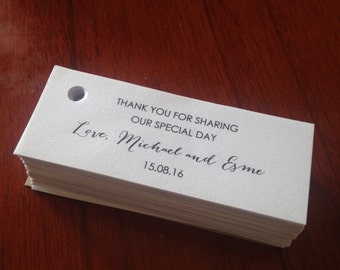 THANK YOU FOR SHARING
OUR SPECIAL DAY
Love, Michael and Esme
15.08.16